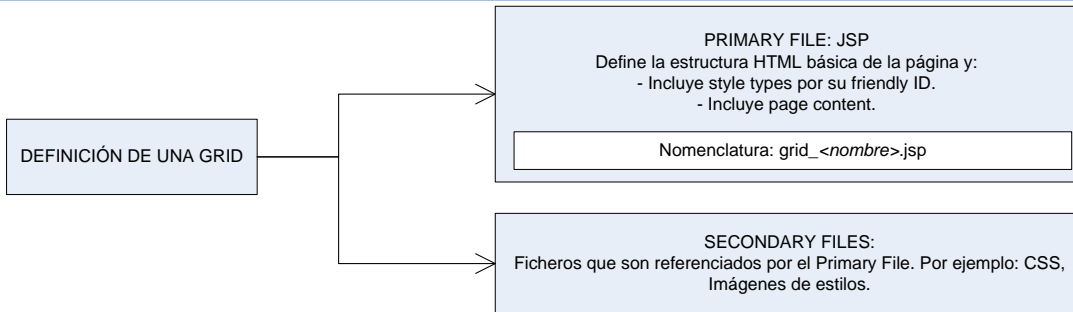 DEFINICIÓN DE UNA GRID
PRIMARY FILE: JSP
Define la estructura HTML básica de la página y:
- Incluye style types por su friendly ID.
- Incluye page content.
Nomenclatura: grid_<nombre>.jsp
SECONDARY FILES:
Ficheros que son referenciados por el Primary File. Por ejemplo: CSS,
Imágenes de estilos.